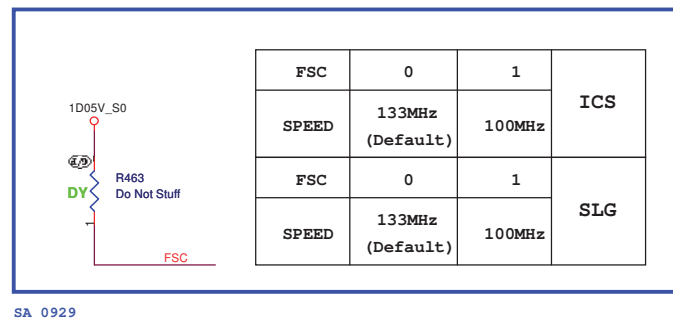 1D05V_S0
R463
DY
Do Not Stuff
1
FSC
FSC 0 1
ICS
SPEED 133MHz (Default) 100MHz
FSC 0 1
SLG
SPEED 133MHz (Default) 100MHz
SA 0929